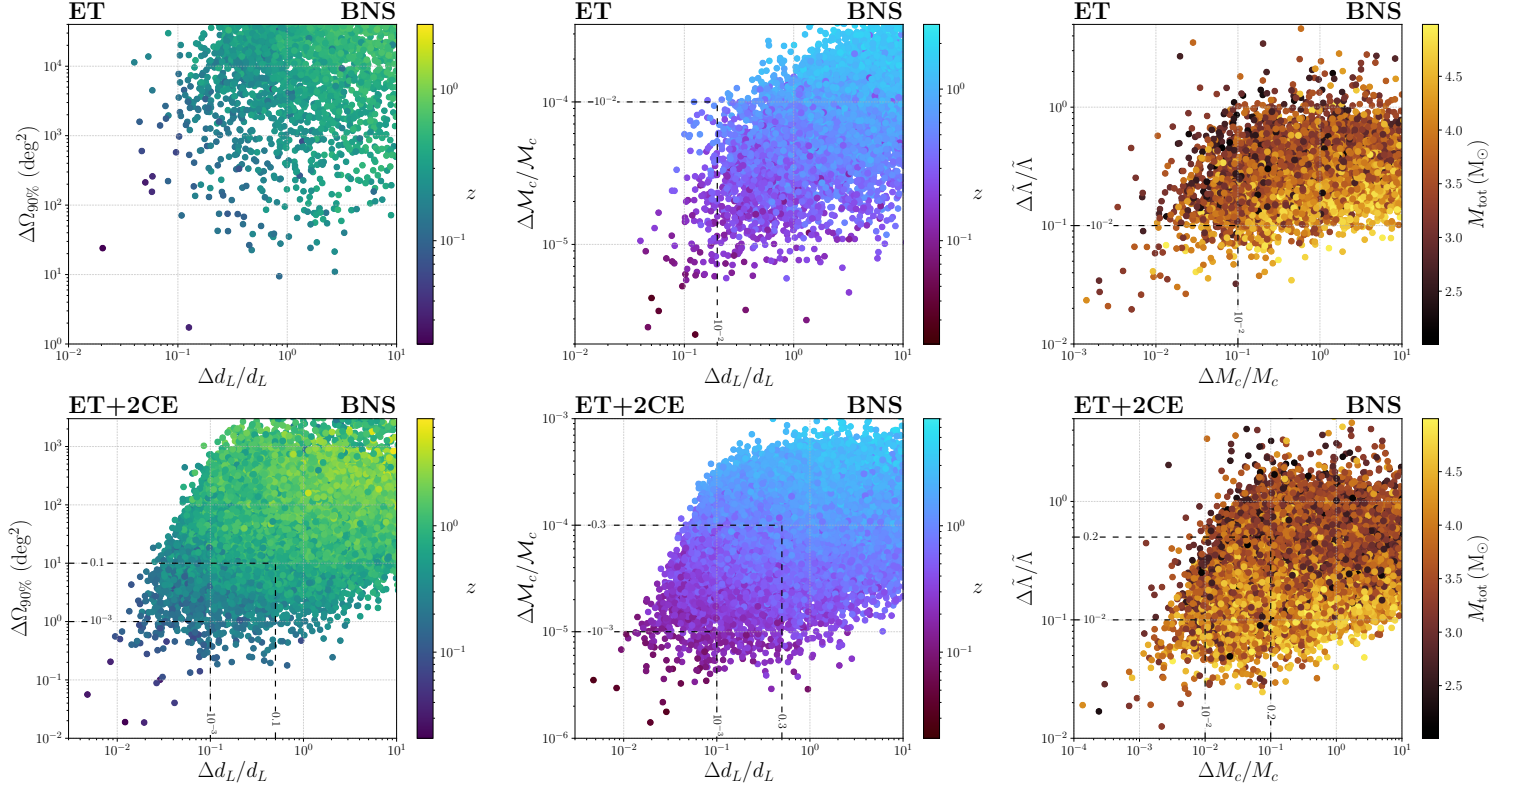 ET BNS
10⁴
10³
10²
10¹
10⁰
10⁻² 10⁻¹ 10⁰ 10¹
ΔΩ₉₀% (deg²)
Δd_L/d_L
10⁰
10⁻¹
z
ET BNS
10⁻⁴
10⁻⁵
10⁻² 10⁻¹ 10⁰ 10¹
Δℳ_c/ℳ_c
Δd_L/d_L
10⁻²
10⁻²
10⁰
10⁻¹
z
ET BNS
10⁰
10⁻¹
10⁻²
10⁻³ 10⁻² 10⁻¹ 10⁰ 10¹
ΔΛ̃/Λ̃
ΔM_c/M_c
10⁻²
10⁻²
4.5
4.0
3.5
3.0
2.5
M_tot (M_⊙)
ET+2CE BNS
10³
10²
10¹
10⁰
10⁻¹
10⁻²
10⁻² 10⁻¹ 10⁰ 10¹
ΔΩ₉₀% (deg²)
Δd_L/d_L
0.1
10⁻³
10⁻³
0.1
10⁰
10⁻¹
z
ET+2CE BNS
10⁻³
10⁻⁴
10⁻⁵
10⁻⁶
10⁻² 10⁻¹ 10⁰ 10¹
Δℳ_c/ℳ_c
Δd_L/d_L
0.3
10⁻³
10⁻³
0.3
10⁰
10⁻¹
z
ET+2CE BNS
10⁰
10⁻¹
10⁻²
10⁻⁴ 10⁻³ 10⁻² 10⁻¹ 10⁰ 10¹
ΔΛ̃/Λ̃
ΔM_c/M_c
0.2
10⁻²
10⁻²
0.2
4.5
4.0
3.5
3.0
2.5
M_tot (M_⊙)